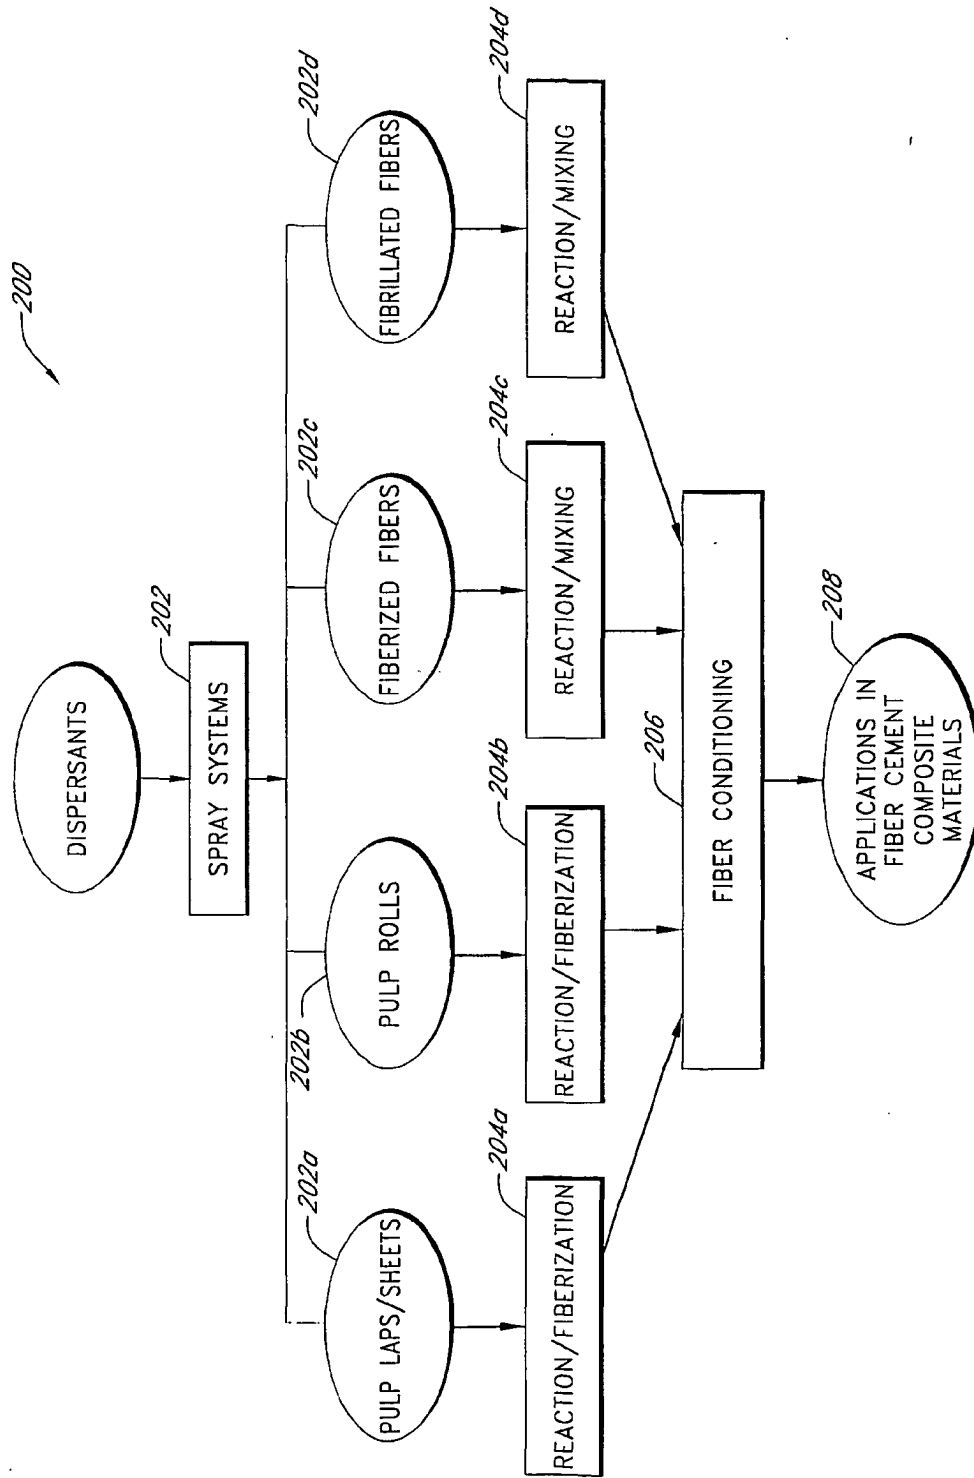 200
DISPERSANTS
202
SPRAY SYSTEMS
202a
PULP LAPS/SHEETS
202b
PULP ROLLS
202c
FIBERIZED FIBERS
202d
FIBRILLATED FIBERS
204a
REACTION/FIBERIZATION
204b
REACTION/FIBERIZATION
204c
REACTION/MIXING
204d
REACTION/MIXING
206
FIBER CONDITIONING
208
APPLICATIONS IN
FIBER CEMENT
COMPOSITE
MATERIALS